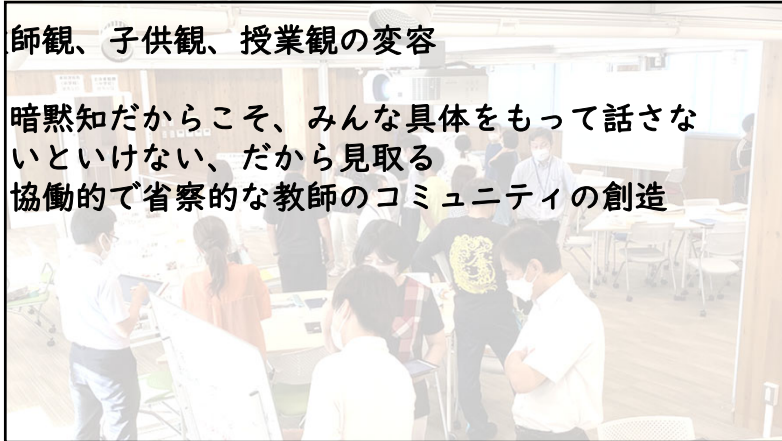 師観、子供観、授業観の変容
暗黙知だからこそ、みんな具体をもって話さな
いといけない、だから見取る
協働的で省察的な教師のコミュニティの創造